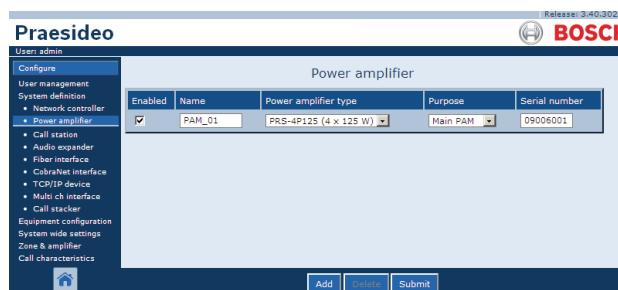 Release: 3.40.302
Praesideo
BOSCH
User: admin
Configure
User management
System definition
• Network controller
• Power amplifier
• Call station
• Audio expander
• Fiber interface
• CobraNet interface
• TCP/IP device
• Multi ch interface
• Call stacker
Equipment configuration
System wide settings
Zone & amplifier
Call characteristics
Power amplifier
Enabled Name Power amplifier type Purpose Serial number
PAM_01 PRS-4P125 (4 x 125 W) Main PAM 09006001
Add Delete Submit